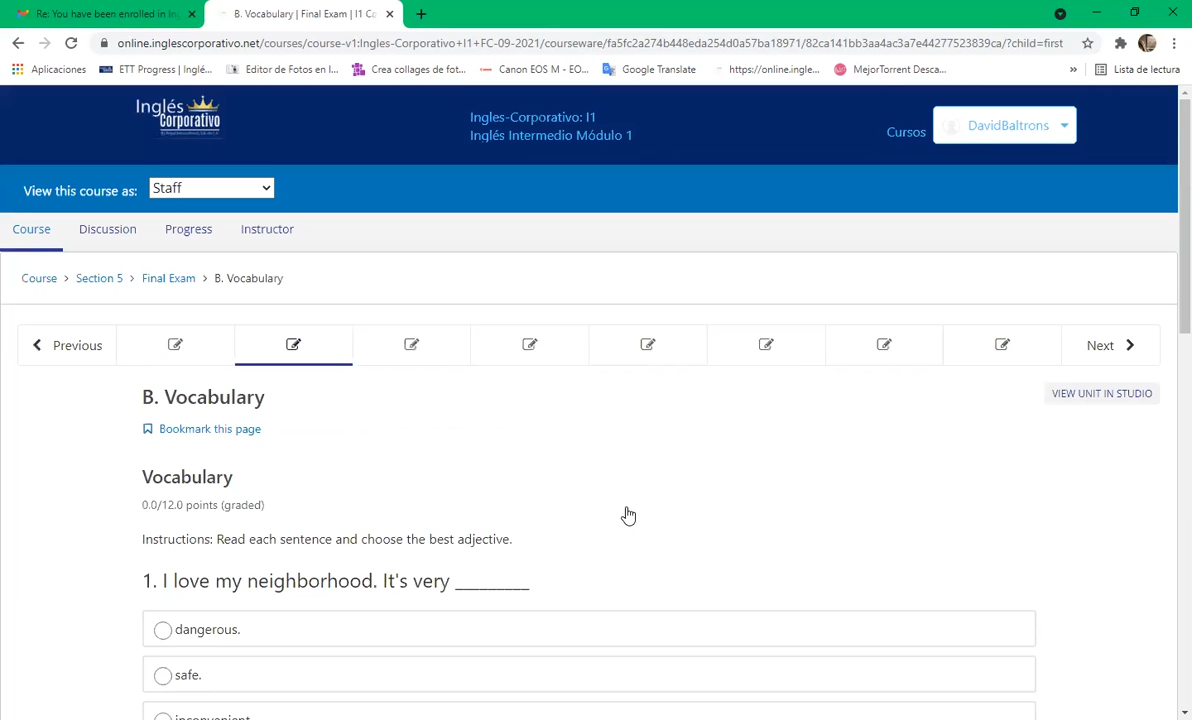 Re: You have been enrolled in In
B. Vocabulary | Final Exam | I1 Co
online.inglescorporativo.net/courses/course-v1:Ingles-Corporativo+I1+FC-09-2021/courseware/fa5fc2a274b448eda254d0a57ba18971/82ca141bb3aa4c3a7e44277523839ca/?child=first
Aplicaciones
ETT Progress | Inglé...
Editor de Fotos en l...
Crea collages de fot...
Canon EOS M - EO...
Google Translate
https://online.ingle...
MejorTorrent Desca...
»
Lista de lectura
Inglés
Corporativo
Ingles-Corporativo: I1
Inglés Intermedio Módulo 1
Cursos
DavidBaltrons
View this course as:
Staff
Course
Discussion
Progress
Instructor
Course > Section 5 > Final Exam > B. Vocabulary
Previous
Next
B. Vocabulary
VIEW UNIT IN STUDIO
Bookmark this page
Vocabulary
0.0/12.0 points (graded)
Instructions: Read each sentence and choose the best adjective.
1. I love my neighborhood. It's very ________
dangerous.
safe.
inconvenient